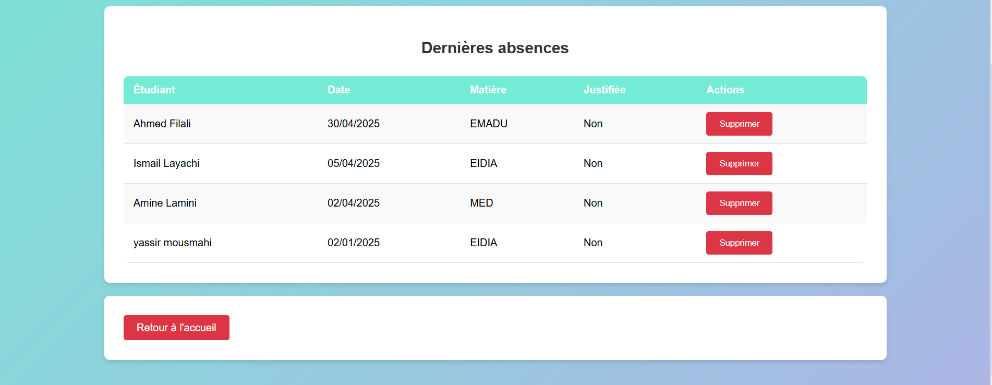 Dernières absences
Étudiant Date Matière Justifiée Actions
Ahmed Filali 30/04/2025 EMADU Non Supprimer
Ismail Layachi 05/04/2025 EIDIA Non Supprimer
Amine Lamini 02/04/2025 MED Non Supprimer
yassir mousmahi 02/01/2025 EIDIA Non Supprimer
Retour à l'accueil